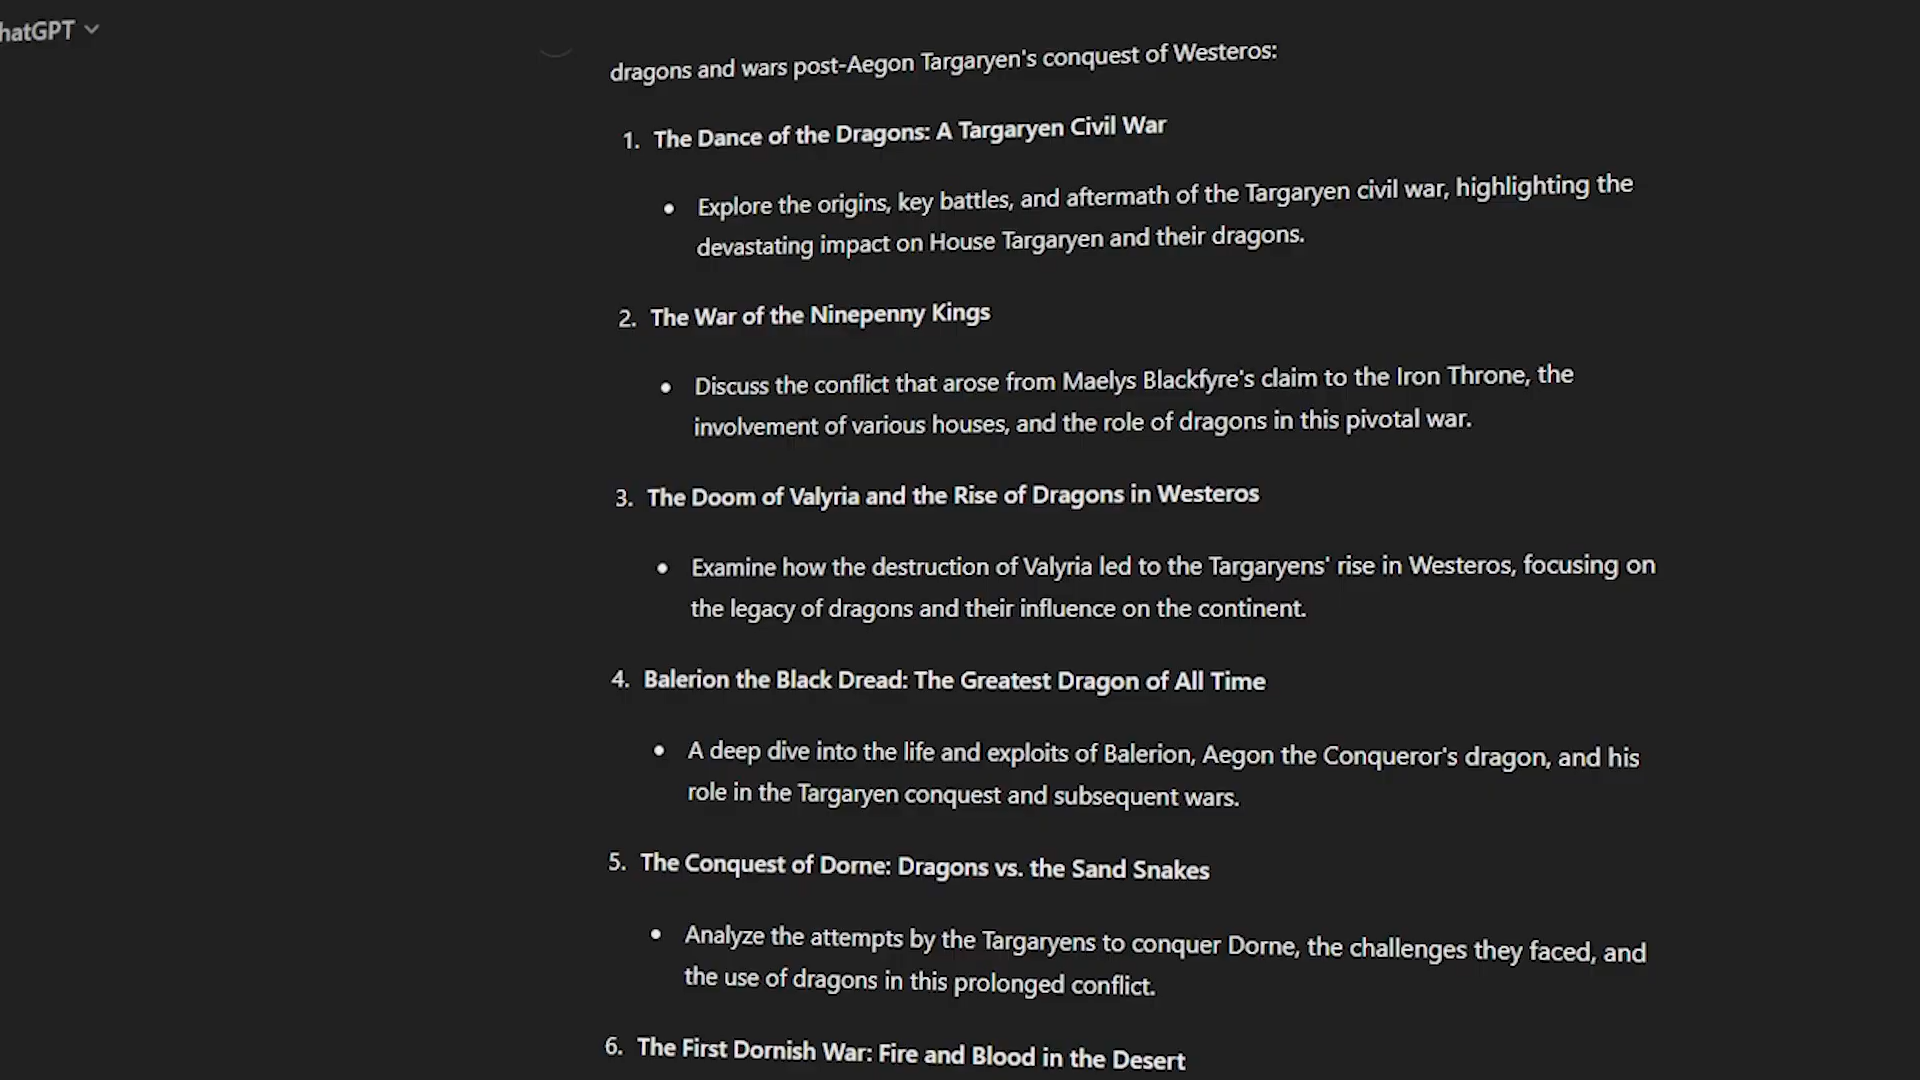 hatGPT
dragons and wars post-Aegon Targaryen's conquest of Westeros:
1. The Dance of the Dragons: A Targaryen Civil War
• Explore the origins, key battles, and aftermath of the Targaryen civil war, highlighting the
devastating impact on House Targaryen and their dragons.
2. The War of the Ninepenny Kings
• Discuss the conflict that arose from Maelys Blackfyre's claim to the Iron Throne, the
involvement of various houses, and the role of dragons in this pivotal war.
3. The Doom of Valyria and the Rise of Dragons in Westeros
• Examine how the destruction of Valyria led to the Targaryens' rise in Westeros, focusing on
the legacy of dragons and their influence on the continent.
4. Balerion the Black Dread: The Greatest Dragon of All Time
• A deep dive into the life and exploits of Balerion, Aegon the Conqueror's dragon, and his
role in the Targaryen conquest and subsequent wars.
5. The Conquest of Dorne: Dragons vs. the Sand Snakes
• Analyze the attempts by the Targaryens to conquer Dorne, the challenges they faced, and
the use of dragons in this prolonged conflict.
6. The First Dornish War: Fire and Blood in the Desert